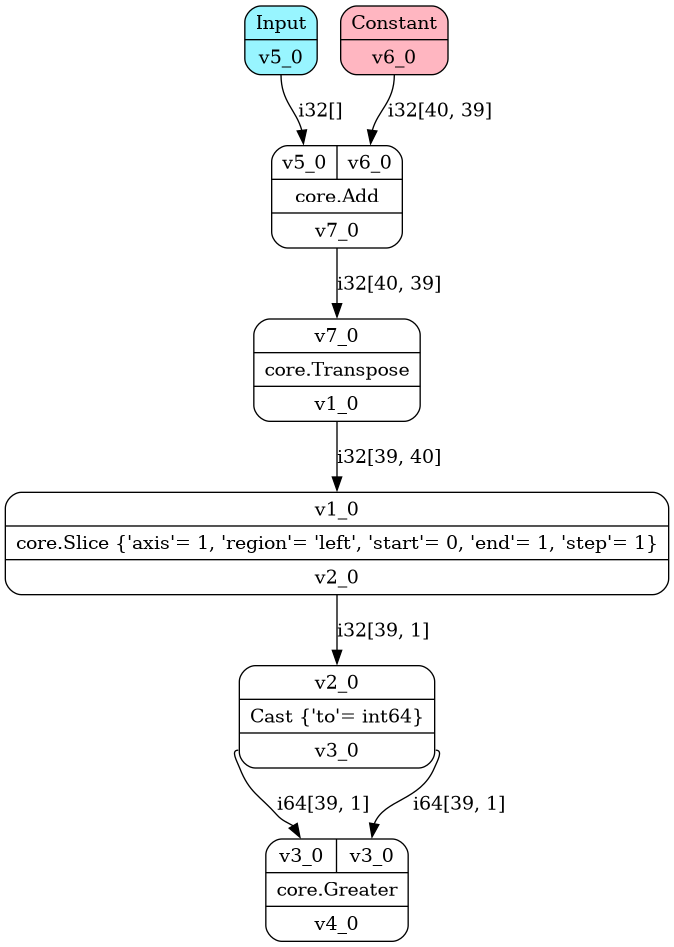 Input
Constant
v5_0
v6_0
i32[]
i32[40, 39]
v5_0
v6_0
core.Add
v7_0
i32[40, 39]
v7_0
core.Transpose
v1_0
i32[39, 40]
v1_0
core.Slice {'axis'= 1, 'region'= 'left', 'start'= 0, 'end'= 1, 'step'= 1}
v2_0
i32[39, 1]
v2_0
Cast {'to'= int64}
v3_0
i64[39, 1]
i64[39, 1]
v3_0
v3_0
core.Greater
v4_0